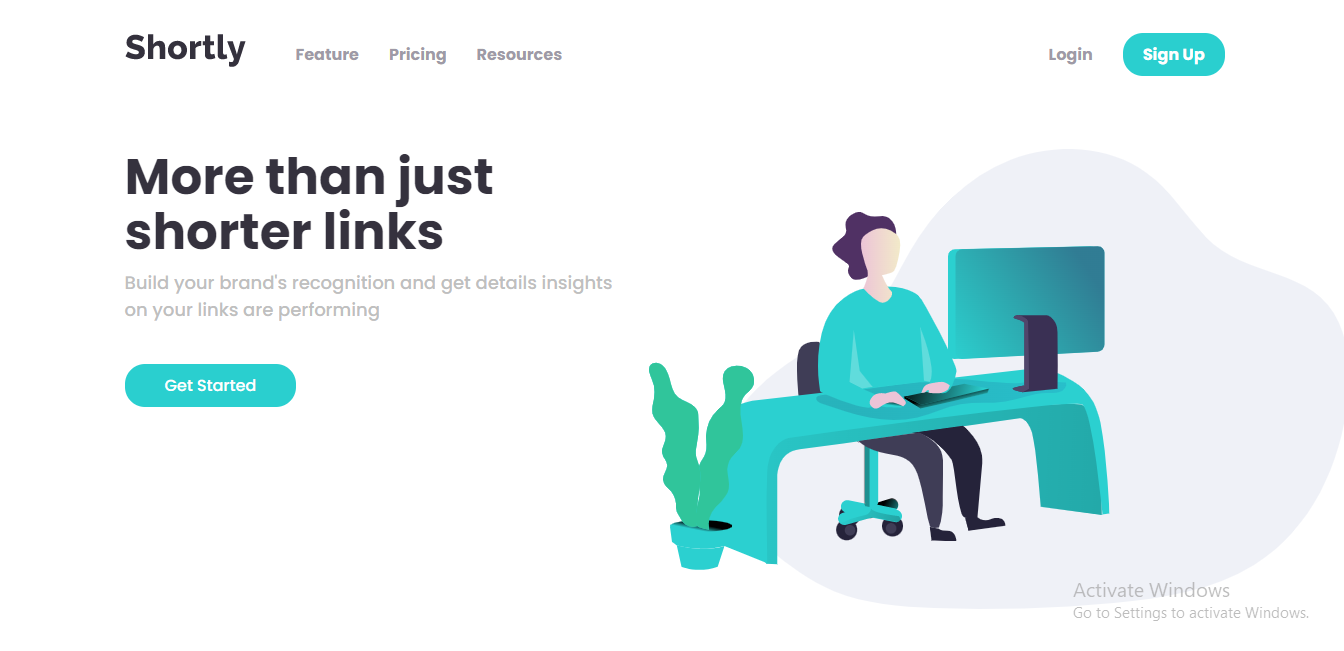 Shortly
Feature Pricing Resources
Login
Sign Up
More than just
shorter links
Build your brand's recognition and get details insights
on your links are performing
Get Started
Activate Windows
Go to Settings to activate Windows.